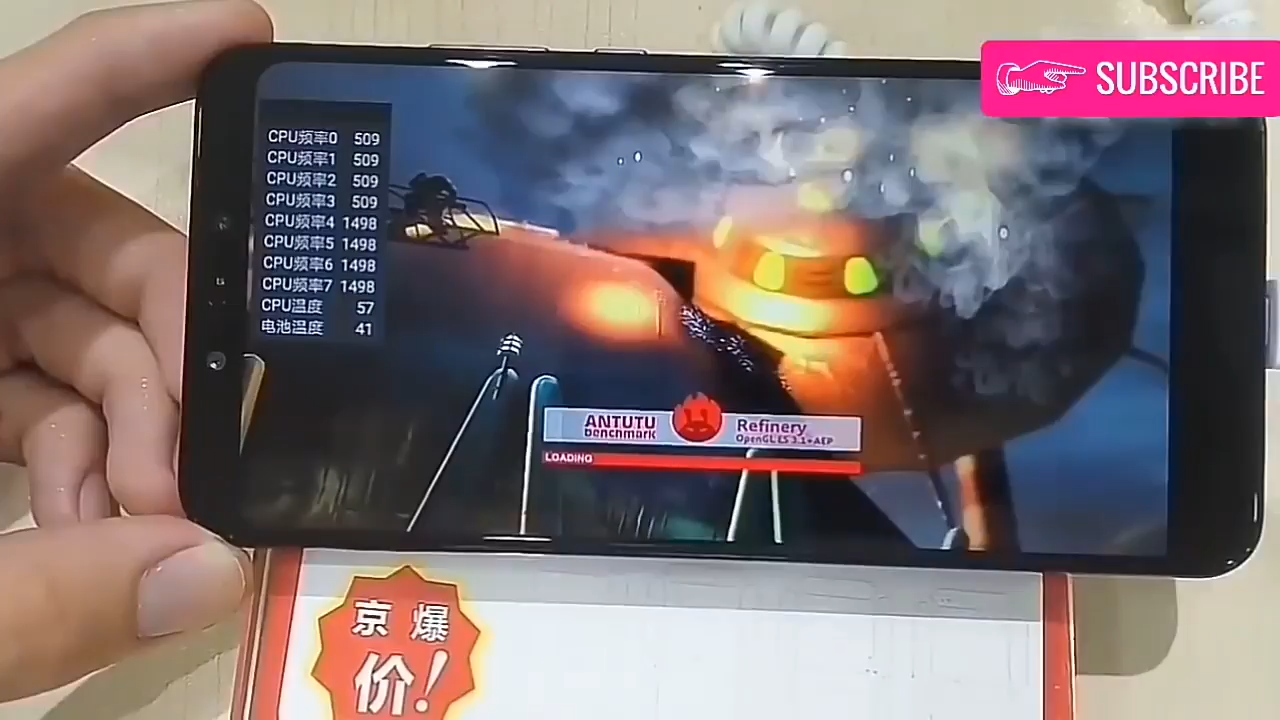 SUBSCRIBE
CPU频率0 509
CPU频率1 509
CPU频率2 509
CPU频率3 509
CPU频率4 1498
CPU频率5 1498
CPU频率6 1498
CPU频率7 1498
CPU温度 57
电池温度 41
ANTUTU
benchmark
Refinery
OpenGL ES 3.1+AEP
LOADING
京爆
价!